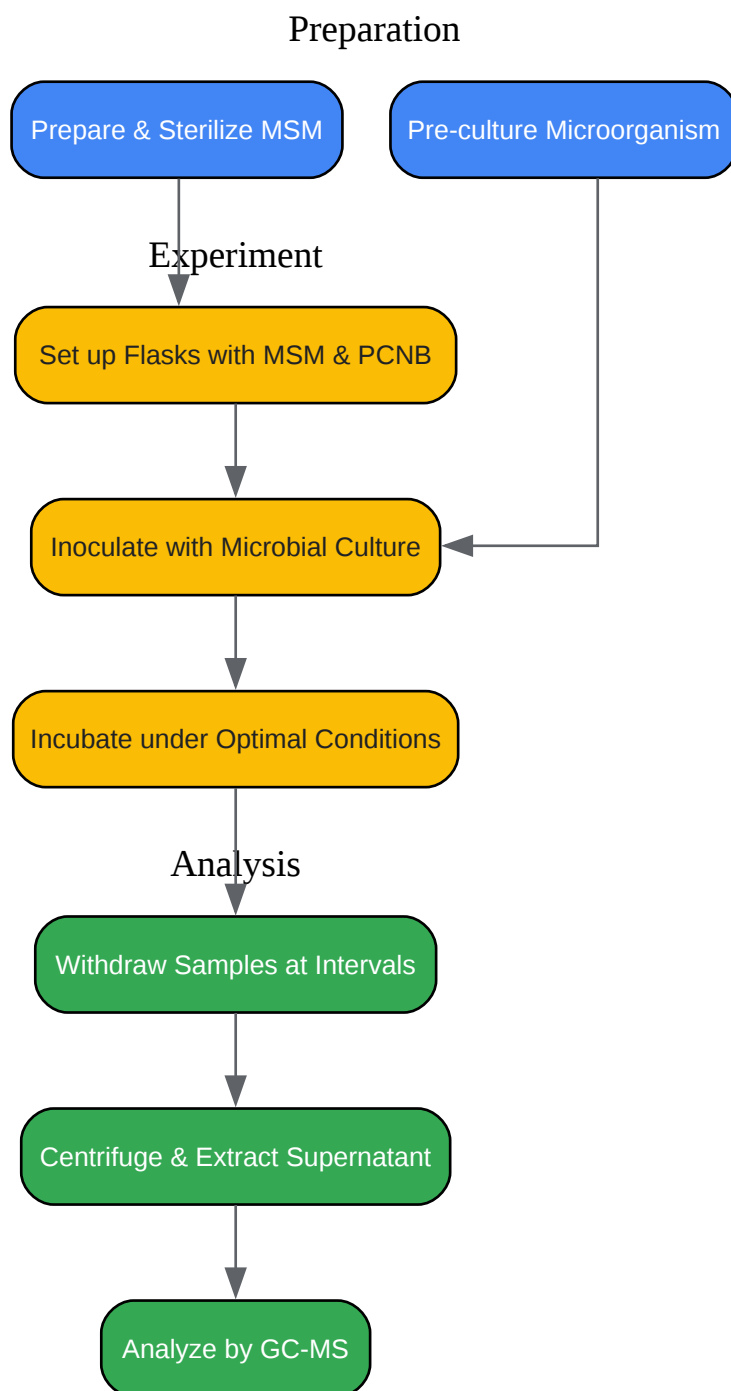 Preparation
Prepare & Sterilize MSM
Pre-culture Microorganism
Experiment
Set up Flasks with MSM & PCNB
Inoculate with Microbial Culture
Incubate under Optimal Conditions
Analysis
Withdraw Samples at Intervals
Centrifuge & Extract Supernatant
Analyze by GC-MS